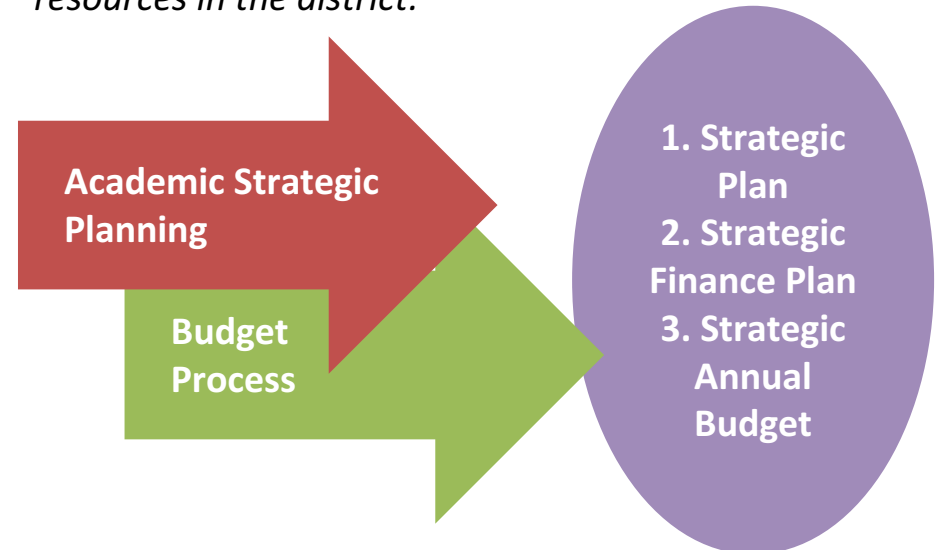 resources in the district.
Academic Strategic
Planning
Budget
Process
1. Strategic
Plan
2. Strategic
Finance Plan
3. Strategic
Annual
Budget